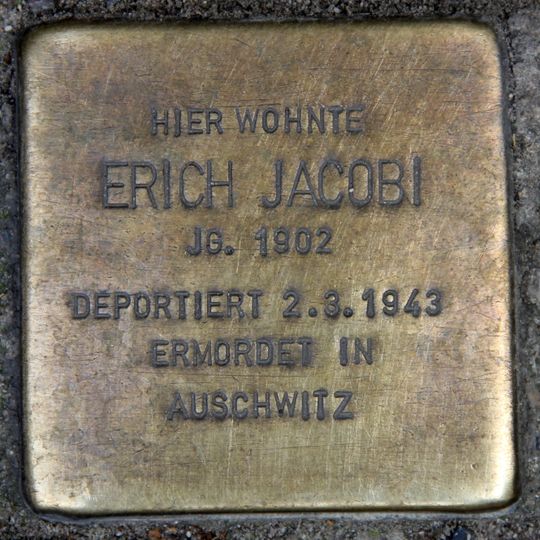 HIER WOHNTE
ERICH JACOBI
JG. 1902
DEPORTIERT 2.3.1943
ERMORDET IN
AUSCHWITZ